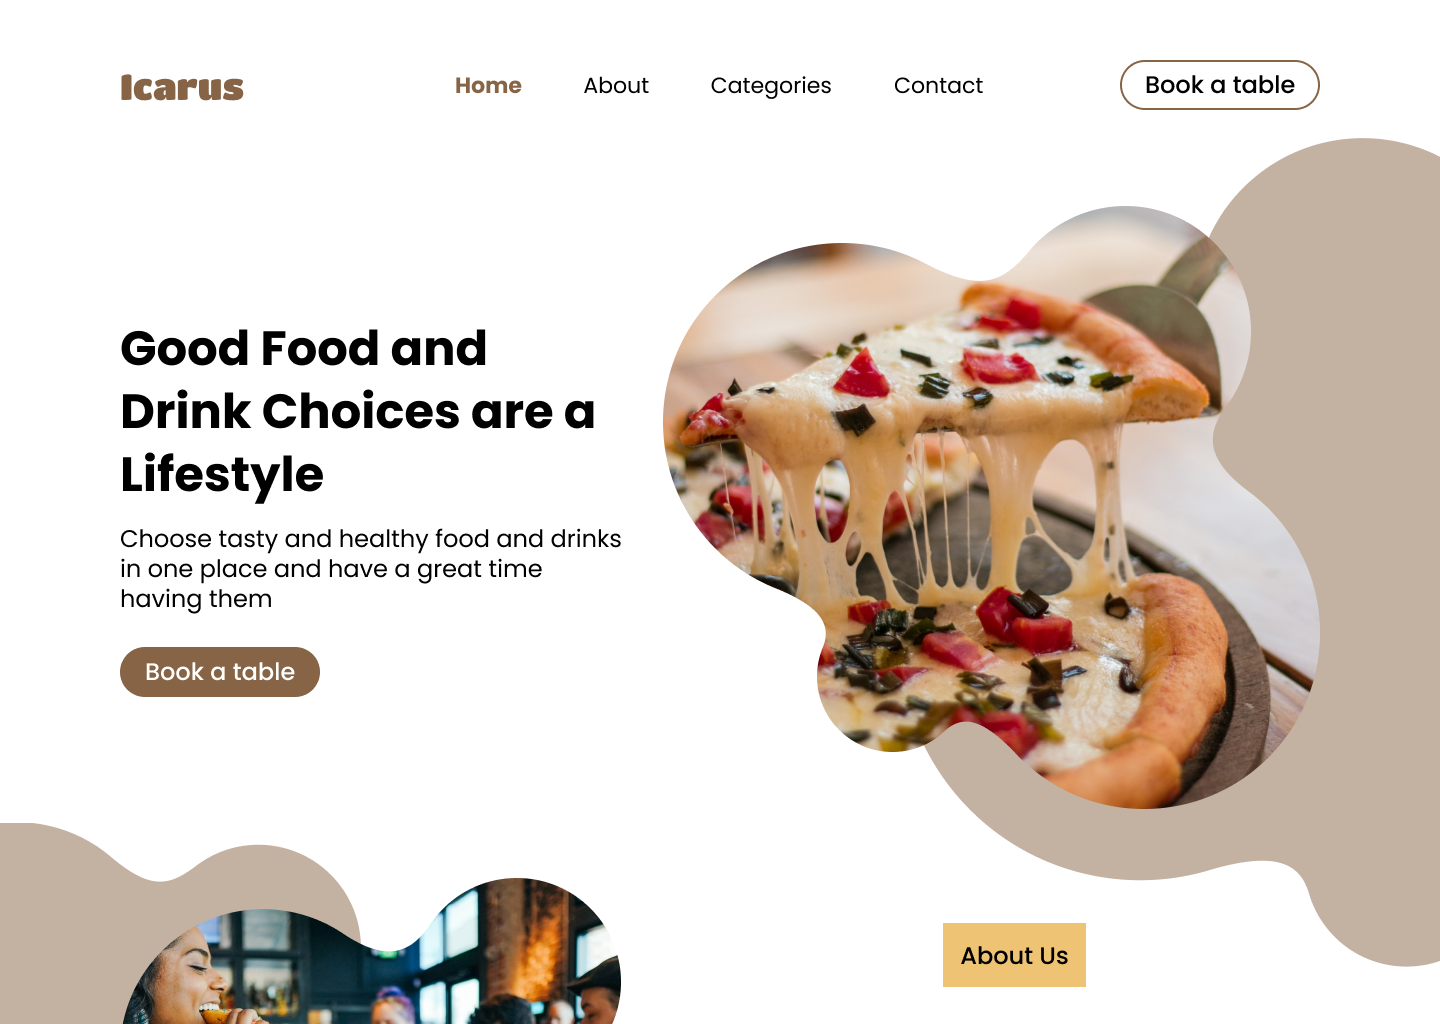 Icarus
Home
About
Categories
Contact
Book a table
Good Food and
Drink Choices are a
Lifestyle
Choose tasty and healthy food and drinks
in one place and have a great time
having them
Book a table
About Us